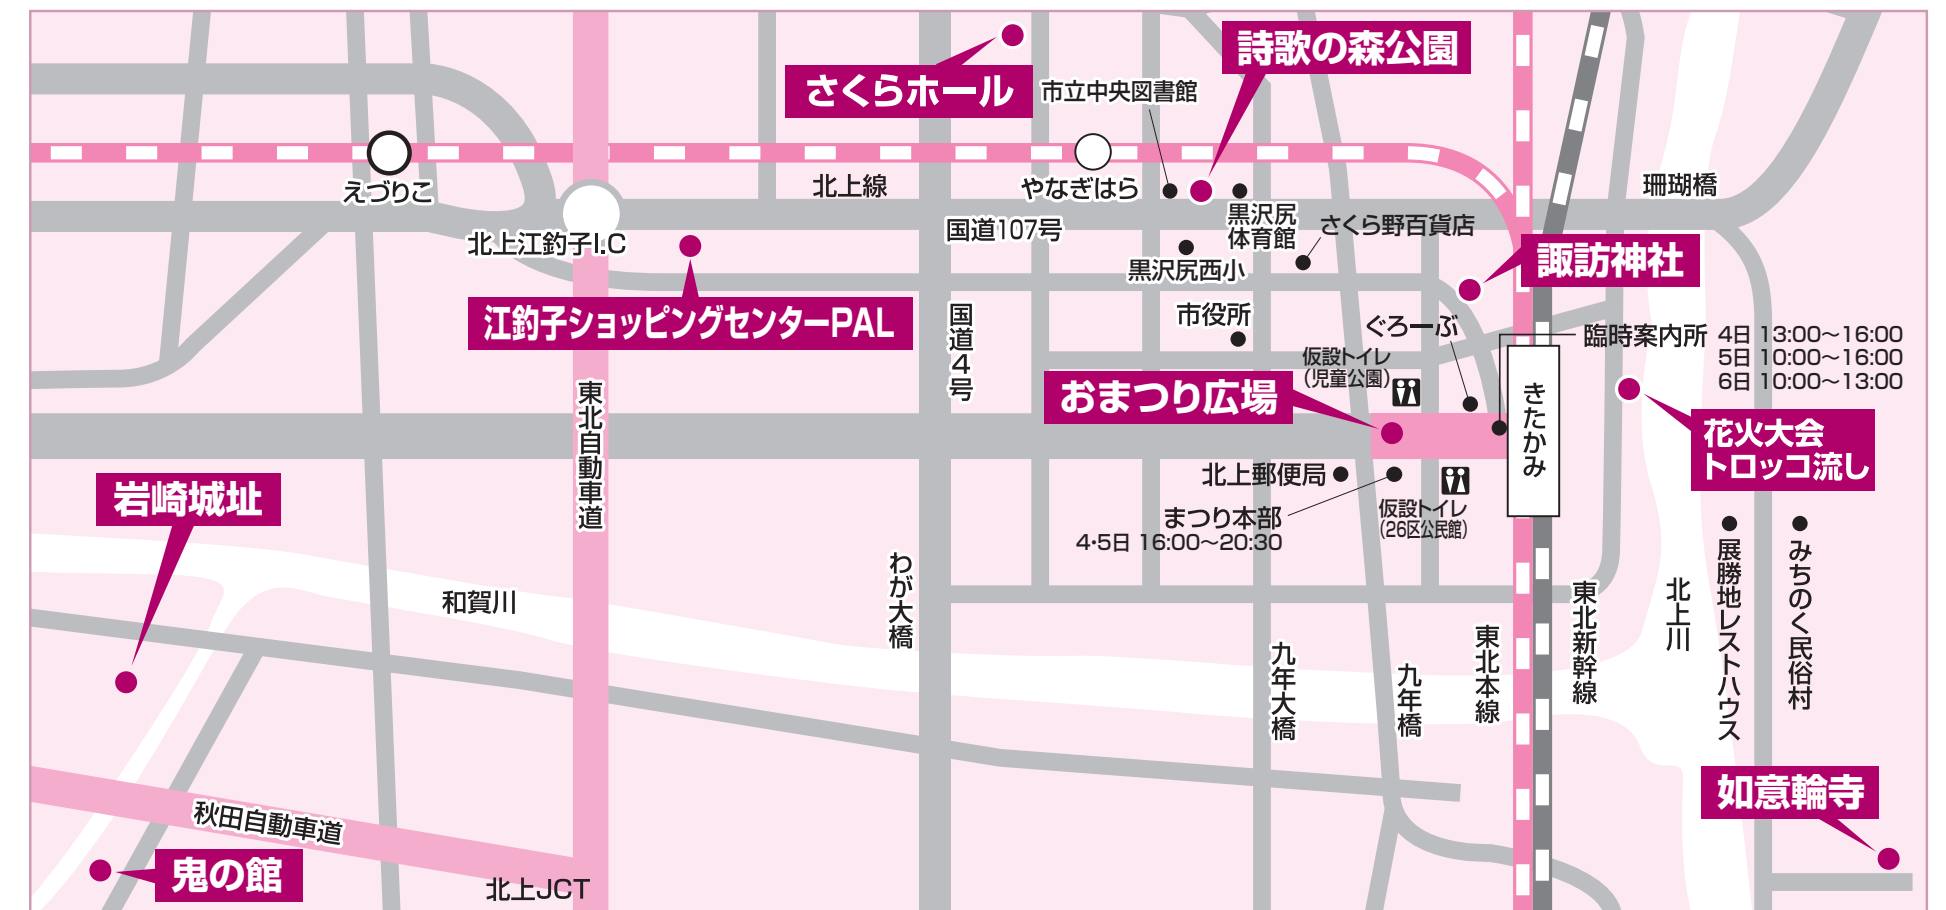 詩歌の森公園
さくらホール
市立中央図書館
えづりこ
北上線
やなぎはら
珊瑚橋
国道107号
黒沢尻
体育館
さくら野百貨店
北上江釣子I.C
黒沢尻西小
諏訪神社
江釣子ショッピングセンターPAL
国道4号
市役所
ぐろーぶ
臨時案内所
4日 13:00～16:00
5日 10:00～16:00
6日 10:00～13:00
仮設トイレ
(児童公園)
おまつり広場
東北自動車道
きたかみ
花火大会
トロッコ流し
岩崎城址
北上郵便局
まつり本部
4・5日 16:00～20:30
仮設トイレ
(26区公民館)
わが大橋
和賀川
九年大橋
九年橋
東北本線
東北新幹線
北上川
展勝地レストハウス
みちのく民俗村
如意輪寺
秋田自動車道
鬼の館
北上JCT